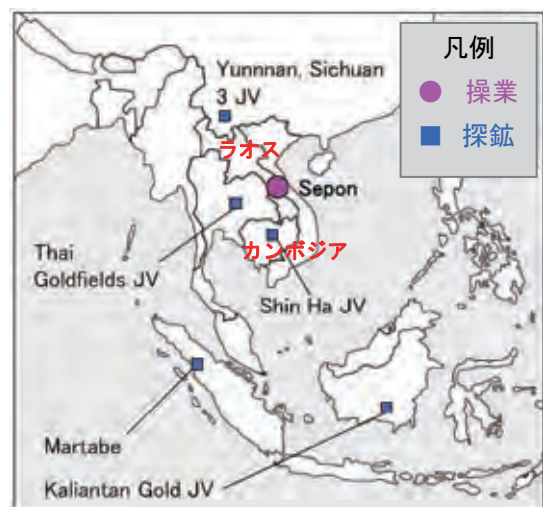 凡例
操業
探鉱
Yunnnan, Sichuan
3 JV
ラオス
Sepon
カンボジア
Thai
Goldfields JV
Shin Ha JV
Martabe
Kaliantan Gold JV